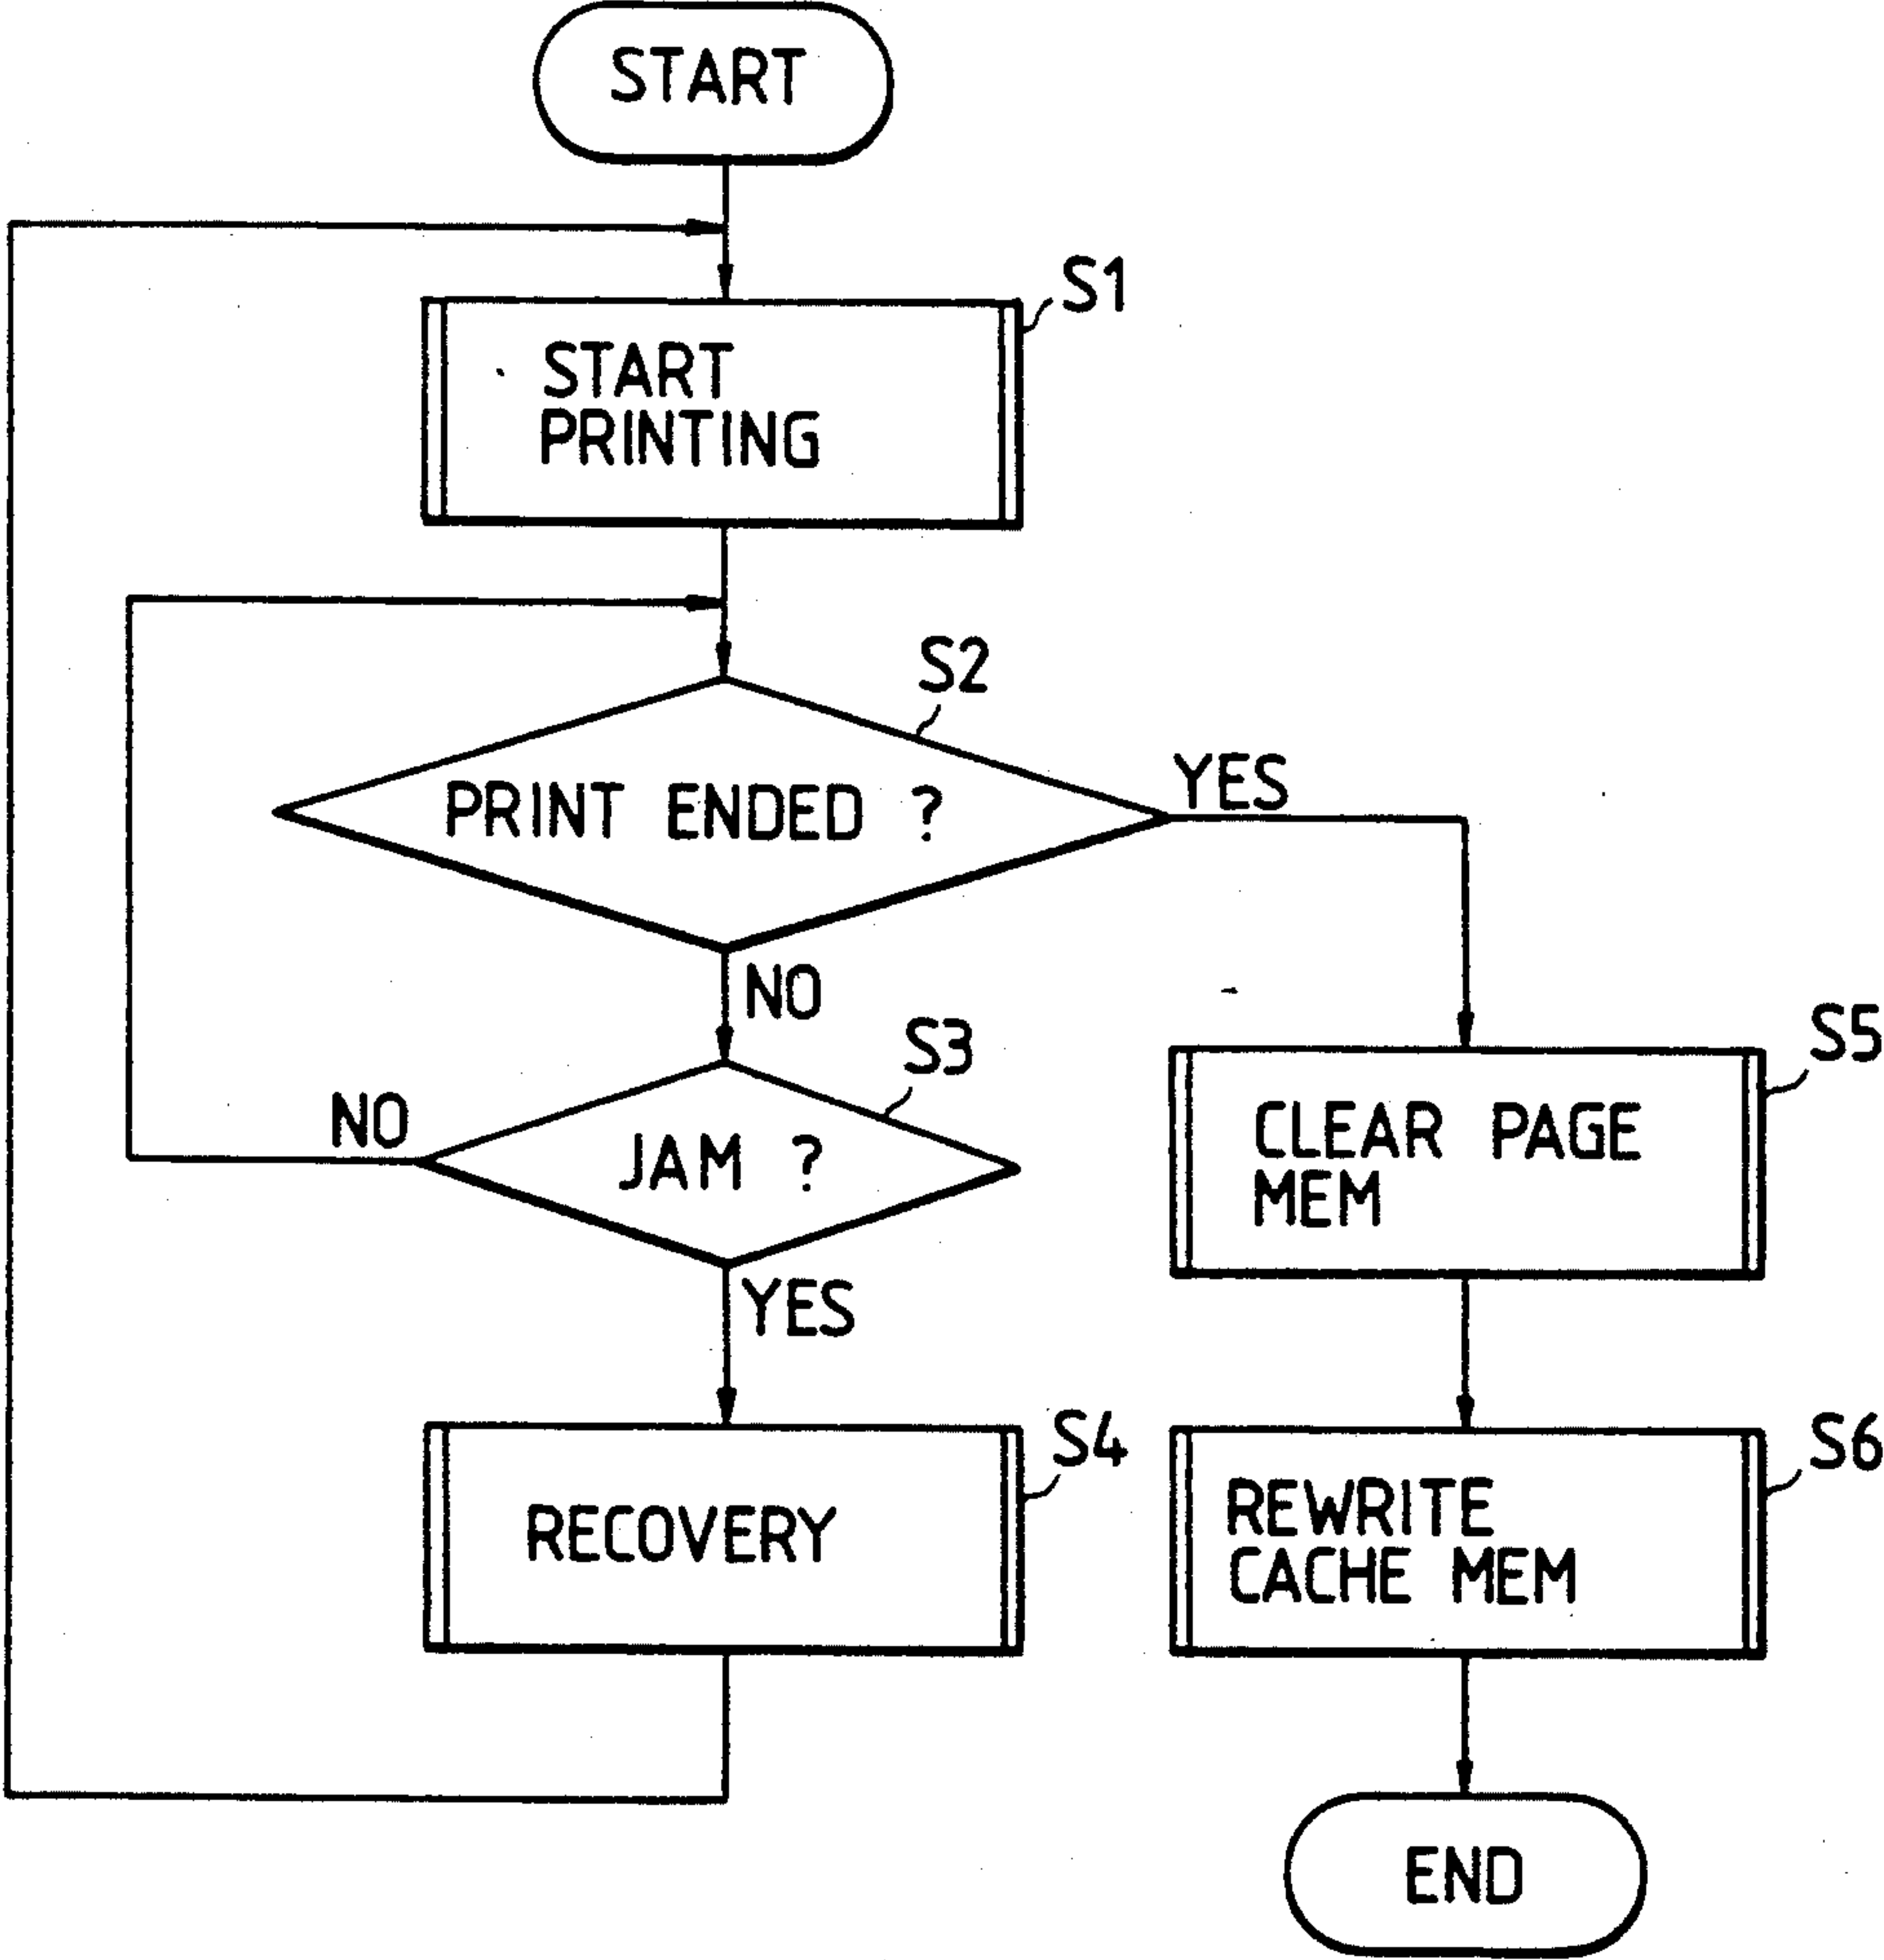 START
S1
START
PRINTING
S2
PRINT ENDED ?
YES
NO
S3
NO
JAM ?
YES
S4
RECOVERY
S5
CLEAR PAGE
MEM
S6
REWRITE
CACHE MEM
END